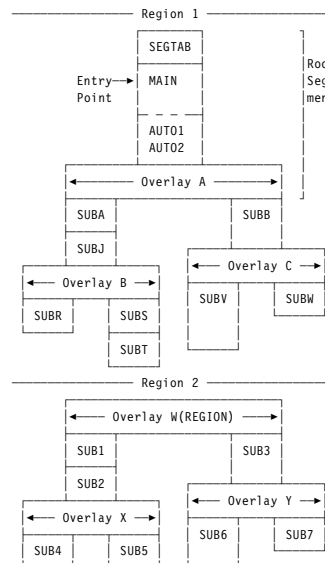 Region 1
SEGTAB
Entry MAIN
Point
AUTO1
AUTO2
Overlay A
SUBA SUBB
SUBJ
Overlay B Overlay C
SUBR SUBS SUBV SUBW
SUBT
Region 2
Overlay W(REGION)
SUB1 SUB3
SUB2
Overlay X Overlay Y
SUB4 SUB5 SUB6 SUB7